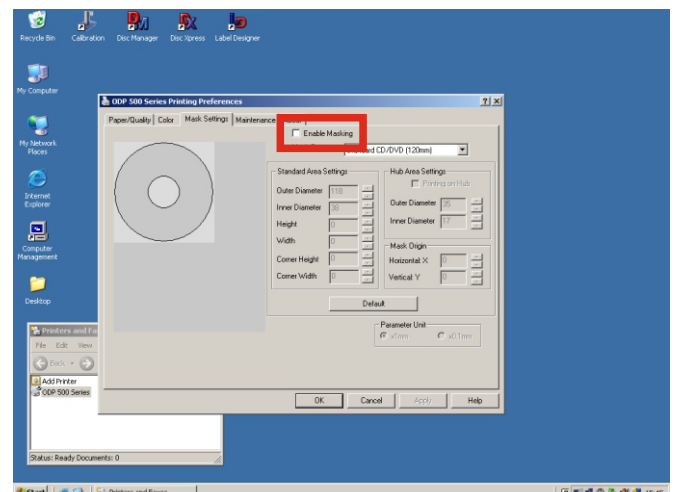 Recycle Bin
Calibration
Disc Manager
Disc Xpress
Label Designer
My Computer
My Network
Places
Internet
Explorer
Computer
Management
Desktop
ODP 500 Series Printing Preferences
Paper/Quality
Color
Mask Settings
Maintenance
Enable Masking
CD/DVD (120mm)
Standard Area Settings
Outer Diameter 118
Inner Diameter 38
Height 0
Width 0
Corner Height 0
Corner Width 0
Hub Area Settings
Printing on Hub
Outer Diameter 35
Inner Diameter 17
Mask Origin
Horizontal X 0
Vertical Y 0
Default
Parameter Unit
x1mm
x0.1mm
OK
Cancel
Apply
Help
Printers and Fa
File Edit View
Back
Add Printer
ODP 500 Series
Status: Ready Documents: 0